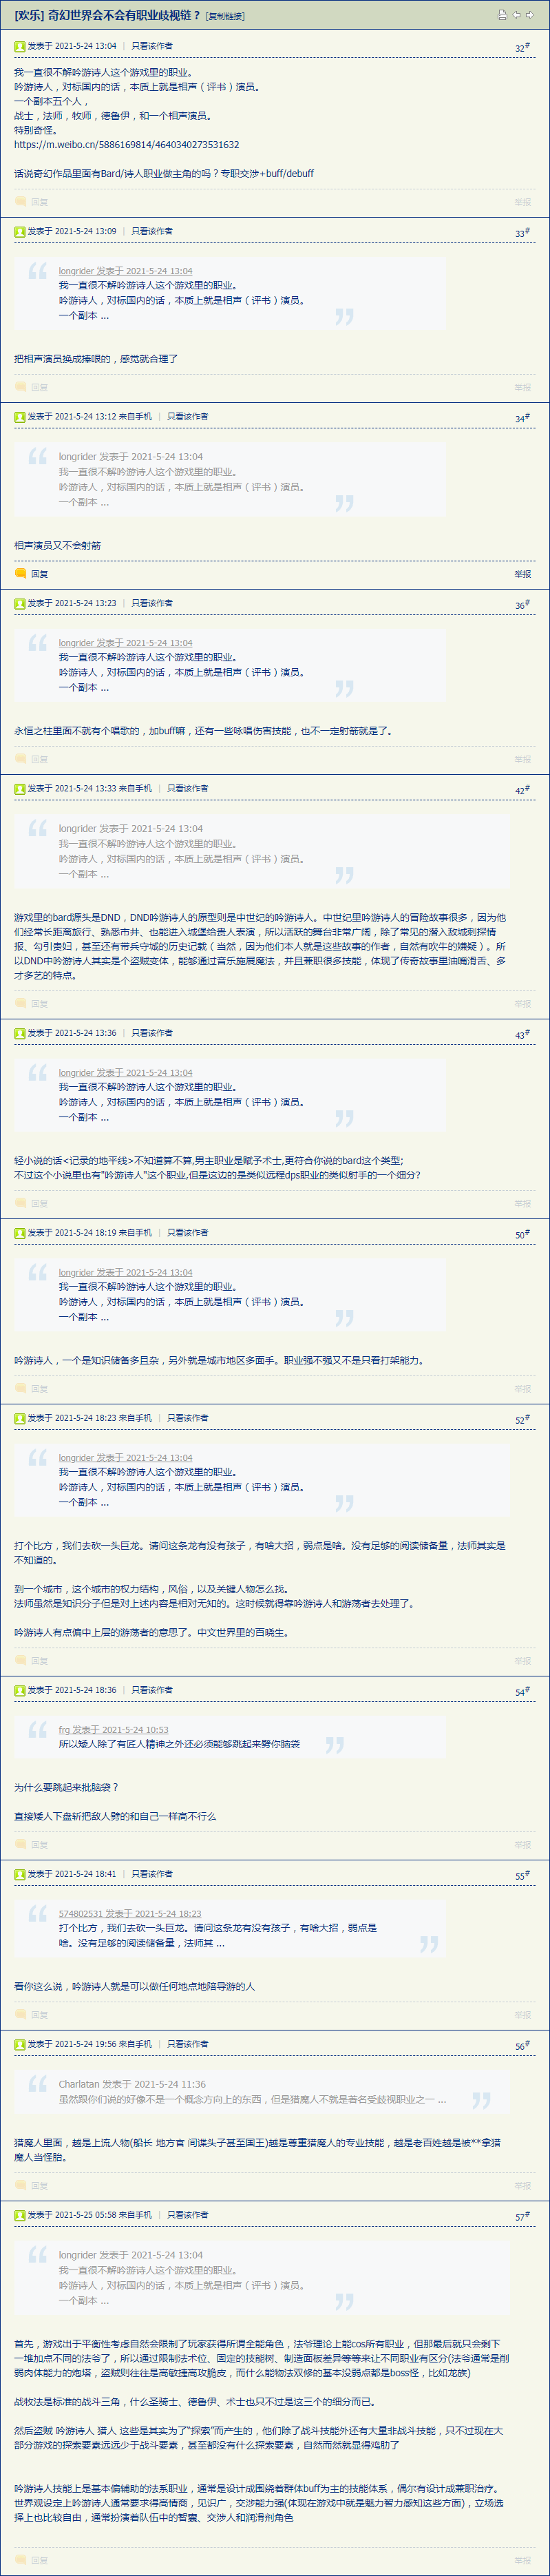 [欢乐] 奇幻世界会不会有职业歧视链？ [复制链接]
发表于 2021-5-24 13:04 | 只看该作者
32#
我一直很不解吟游诗人这个游戏里的职业。
吟游诗人，对标国内的话，本质上就是相声（评书）演员。
一个副本五个人，
战士，法师，牧师，德鲁伊，和一个相声演员。
特别奇怪。
https://m.weibo.cn/5886169814/4640340273531632
话说奇幻作品里面有Bard/诗人职业做主角的吗？专职交涉+buff/debuff
回复 举报
发表于 2021-5-24 13:09 | 只看该作者
33#
longrider 发表于 2021-5-24 13:04
我一直很不解吟游诗人这个游戏里的职业。
吟游诗人，对标国内的话，本质上就是相声（评书）演员。
一个副本 ...
把相声演员换成捧哏的，感觉就合理了
回复 举报
发表于 2021-5-24 13:12 来自手机 | 只看该作者
34#
longrider 发表于 2021-5-24 13:04
我一直很不解吟游诗人这个游戏里的职业。
吟游诗人，对标国内的话，本质上就是相声（评书）演员。
一个副本 ...
相声演员又不会射箭
回复 举报
发表于 2021-5-24 13:23 | 只看该作者
36#
longrider 发表于 2021-5-24 13:04
我一直很不解吟游诗人这个游戏里的职业。
吟游诗人，对标国内的话，本质上就是相声（评书）演员。
一个副本 ...
永恒之柱里面不就有个唱歌的，加buff嘛，还有一些咏唱伤害技能，也不一定射箭就是了。
回复 举报
发表于 2021-5-24 13:33 来自手机 | 只看该作者
42#
longrider 发表于 2021-5-24 13:04
我一直很不解吟游诗人这个游戏里的职业。
吟游诗人，对标国内的话，本质上就是相声（评书）演员。
一个副本 ...
游戏里的bard源头是DND，DND吟游诗人的原型则是中世纪的吟游诗人。中世纪里吟游诗人的冒险故事很多，因为他
们经常长距离旅行、熟悉市井、也能进入城堡给贵人表演，所以活跃的舞台非常广阔，除了常见的潜入敌城刺探情
报、勾引贵妇，甚至还有带兵守城的历史记载（当然，因为他们本人就是这些故事的作者，自然有吹牛的嫌疑）。所
以DND中吟游诗人其实是个盗贼变体，能够通过音乐施展魔法，并且兼职很多技能，体现了传奇故事里油嘴滑舌、多
才多艺的特点。
回复 举报
发表于 2021-5-24 13:36 | 只看该作者
43#
longrider 发表于 2021-5-24 13:04
我一直很不解吟游诗人这个游戏里的职业。
吟游诗人，对标国内的话，本质上就是相声（评书）演员。
一个副本 ...
轻小说的话<记录的地平线>不知道算不算,男主职业是赋予术士,更符合你说的bard这个类型;
不过这个小说里也有"吟游诗人"这个职业,但是这边的是类似远程dps职业的类似射手的一个细分?
回复 举报
发表于 2021-5-24 18:19 来自手机 | 只看该作者
50#
longrider 发表于 2021-5-24 13:04
我一直很不解吟游诗人这个游戏里的职业。
吟游诗人，对标国内的话，本质上就是相声（评书）演员。
一个副本 ...
吟游诗人，一个是知识储备多且杂，另外就是城市地区多面手。职业强不强又不是只看打架能力。
回复 举报
发表于 2021-5-24 18:23 来自手机 | 只看该作者
52#
longrider 发表于 2021-5-24 13:04
我一直很不解吟游诗人这个游戏里的职业。
吟游诗人，对标国内的话，本质上就是相声（评书）演员。
一个副本 ...
打个比方，我们去砍一头巨龙。请问这条龙有没有孩子，有啥大招，弱点是啥。没有足够的阅读储备量，法师其实是
不知道的。
到一个城市，这个城市的权力结构，风俗，以及关键人物怎么找。
法师虽然是知识分子但是对上述内容是相对无知的。这时候就得靠吟游诗人和游荡者去处理了。
吟游诗人有点偏中上层的游荡者的意思了。中文世界里的百晓生。
回复 举报
发表于 2021-5-24 18:36 | 只看该作者
54#
frg 发表于 2021-5-24 10:53
所以矮人除了有匠人精神之外还必须能够跳起来劈你脑袋
为什么要跳起来批脑袋？
直接矮人下盘斩把敌人劈的和自己一样高不行么
回复 举报
发表于 2021-5-24 18:41 | 只看该作者
55#
574802531 发表于 2021-5-24 18:23
打个比方，我们去砍一头巨龙。请问这条龙有没有孩子，有啥大招，弱点是
啥。没有足够的阅读储备量，法师其 ...
看你这么说，吟游诗人就是可以做任何地点地陪导游的人
回复 举报
发表于 2021-5-24 19:56 来自手机 | 只看该作者
56#
Charlatan 发表于 2021-5-24 11:36
虽然跟你们说的好像不是一个概念方向上的东西，但是猎魔人不就是著名受歧视职业之一 ...
猎魔人里面，越是上流人物(船长 地方官 间谍头子甚至国王)越是尊重猎魔人的专业技能，越是老百姓越是被**拿猎
魔人当怪胎。
回复 举报
发表于 2021-5-25 05:58 来自手机 | 只看该作者
57#
longrider 发表于 2021-5-24 13:04
我一直很不解吟游诗人这个游戏里的职业。
吟游诗人，对标国内的话，本质上就是相声（评书）演员。
一个副本 ...
首先，游戏出于平衡性考虑自然会限制了玩家获得所谓全能角色，法爷理论上能cos所有职业，但那最后就只会剩下
一堆加点不同的法爷了，所以通过限制法术位、固定的技能树、制造面板差异等等来让不同职业有区分(法爷通常是削
弱肉体能力的炮塔，盗贼则往往是高敏捷高攻脆皮，而什么能物法双修的基本没弱点都是boss怪，比如龙族)
战牧法是标准的战斗三角，什么圣骑士、德鲁伊、术士也只不过是这三个的细分而已。
然后盗贼 吟游诗人 猎人 这些是其实为了"探索"而产生的，他们除了战斗技能外还有大量非战斗技能，只不过现在大
部分游戏的探索要素远远少于战斗要素，甚至都没有什么探索要素，自然而然就显得鸡肋了
吟游诗人技能上是基本偏辅助的法系职业，通常是设计成围绕着群体buff为主的技能体系，偶尔有设计成兼职治疗。
世界观设定上吟游诗人通常要求得高情商，见识广，交涉能力强(体现在游戏中就是魅力智力感知这些方面)，立场选
择上也比较自由，通常扮演着队伍中的智囊、交涉人和润滑剂角色
回复 举报